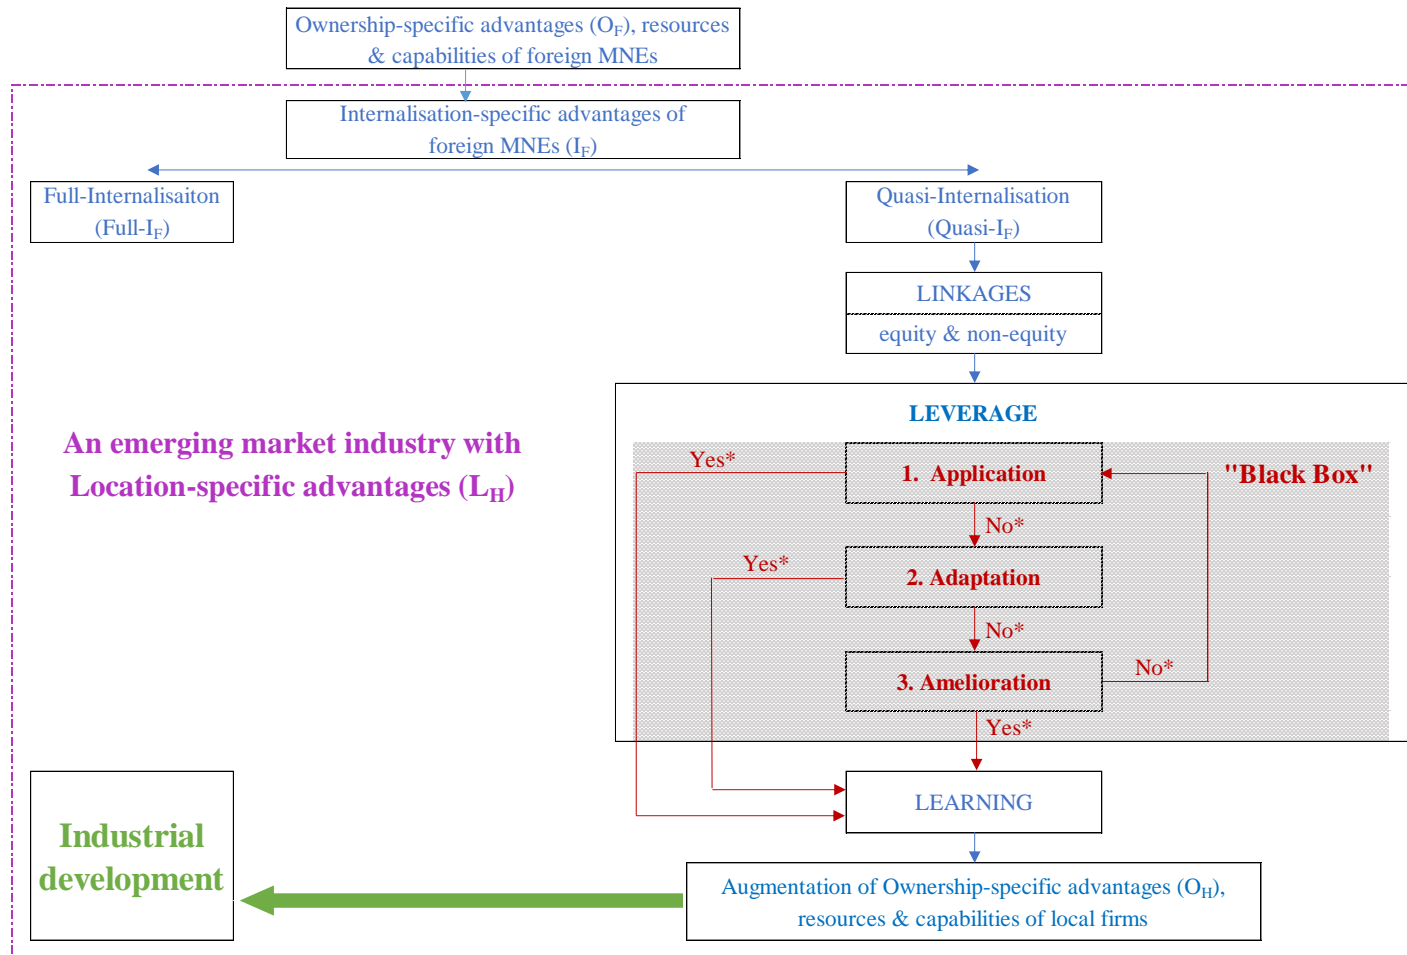 Ownership-specific advantages (OF), resources
& capabilities of foreign MNEs
Internalisation-specific advantages of
foreign MNEs (IF)
Full-Internalisaiton
(Full-IF)
Quasi-Internalisation
(Quasi-IF)
LINKAGES
equity & non-equity
LEVERAGE
An emerging market industry with
Location-specific advantages (LH)
Yes*
1. Application
"Black Box"
No*
Yes*
2. Adaptation
No*
3. Amelioration
No*
Yes*
LEARNING
Industrial
development
Augmentation of Ownership-specific advantages (OH),
resources & capabilities of local firms